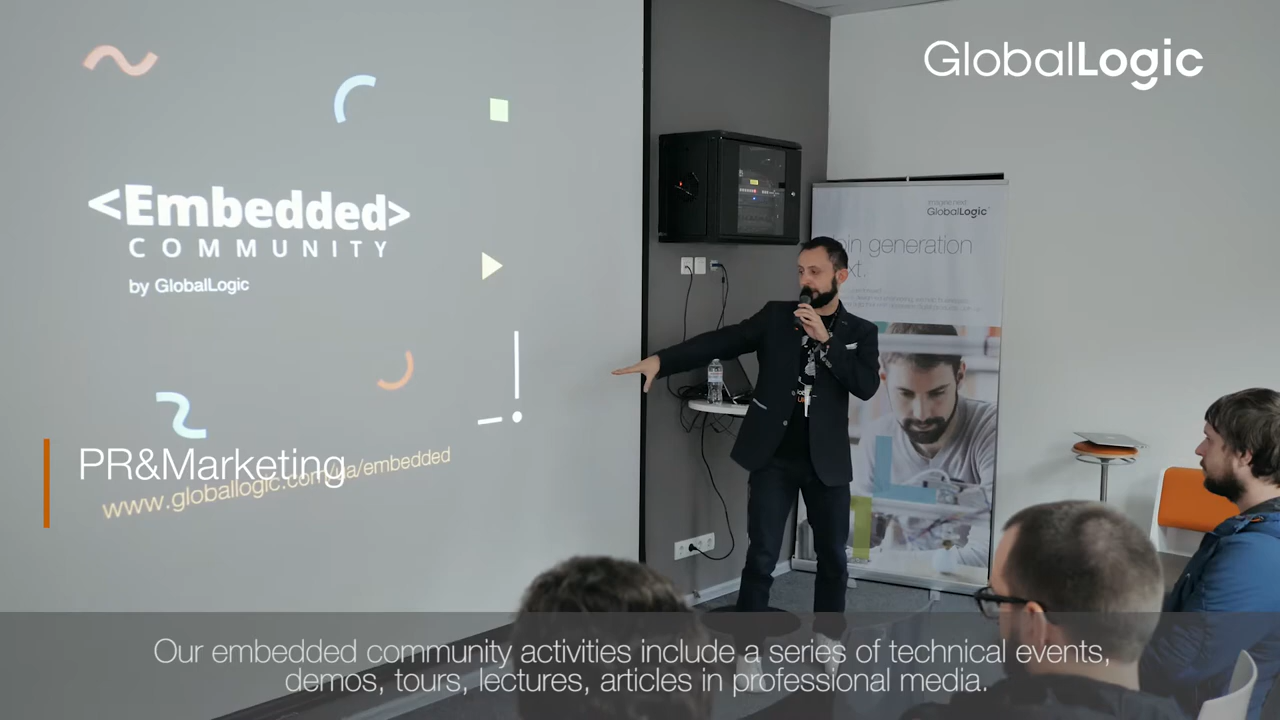 GlobalLogic
<Embedded>
COMMUNITY
by GlobalLogic
GlobalLogic
generation
PR&Marketing
www.globallogic.com/ua/embedded
Our embedded community activities include a series of technical events,
demos, tours, lectures, articles in professional media.